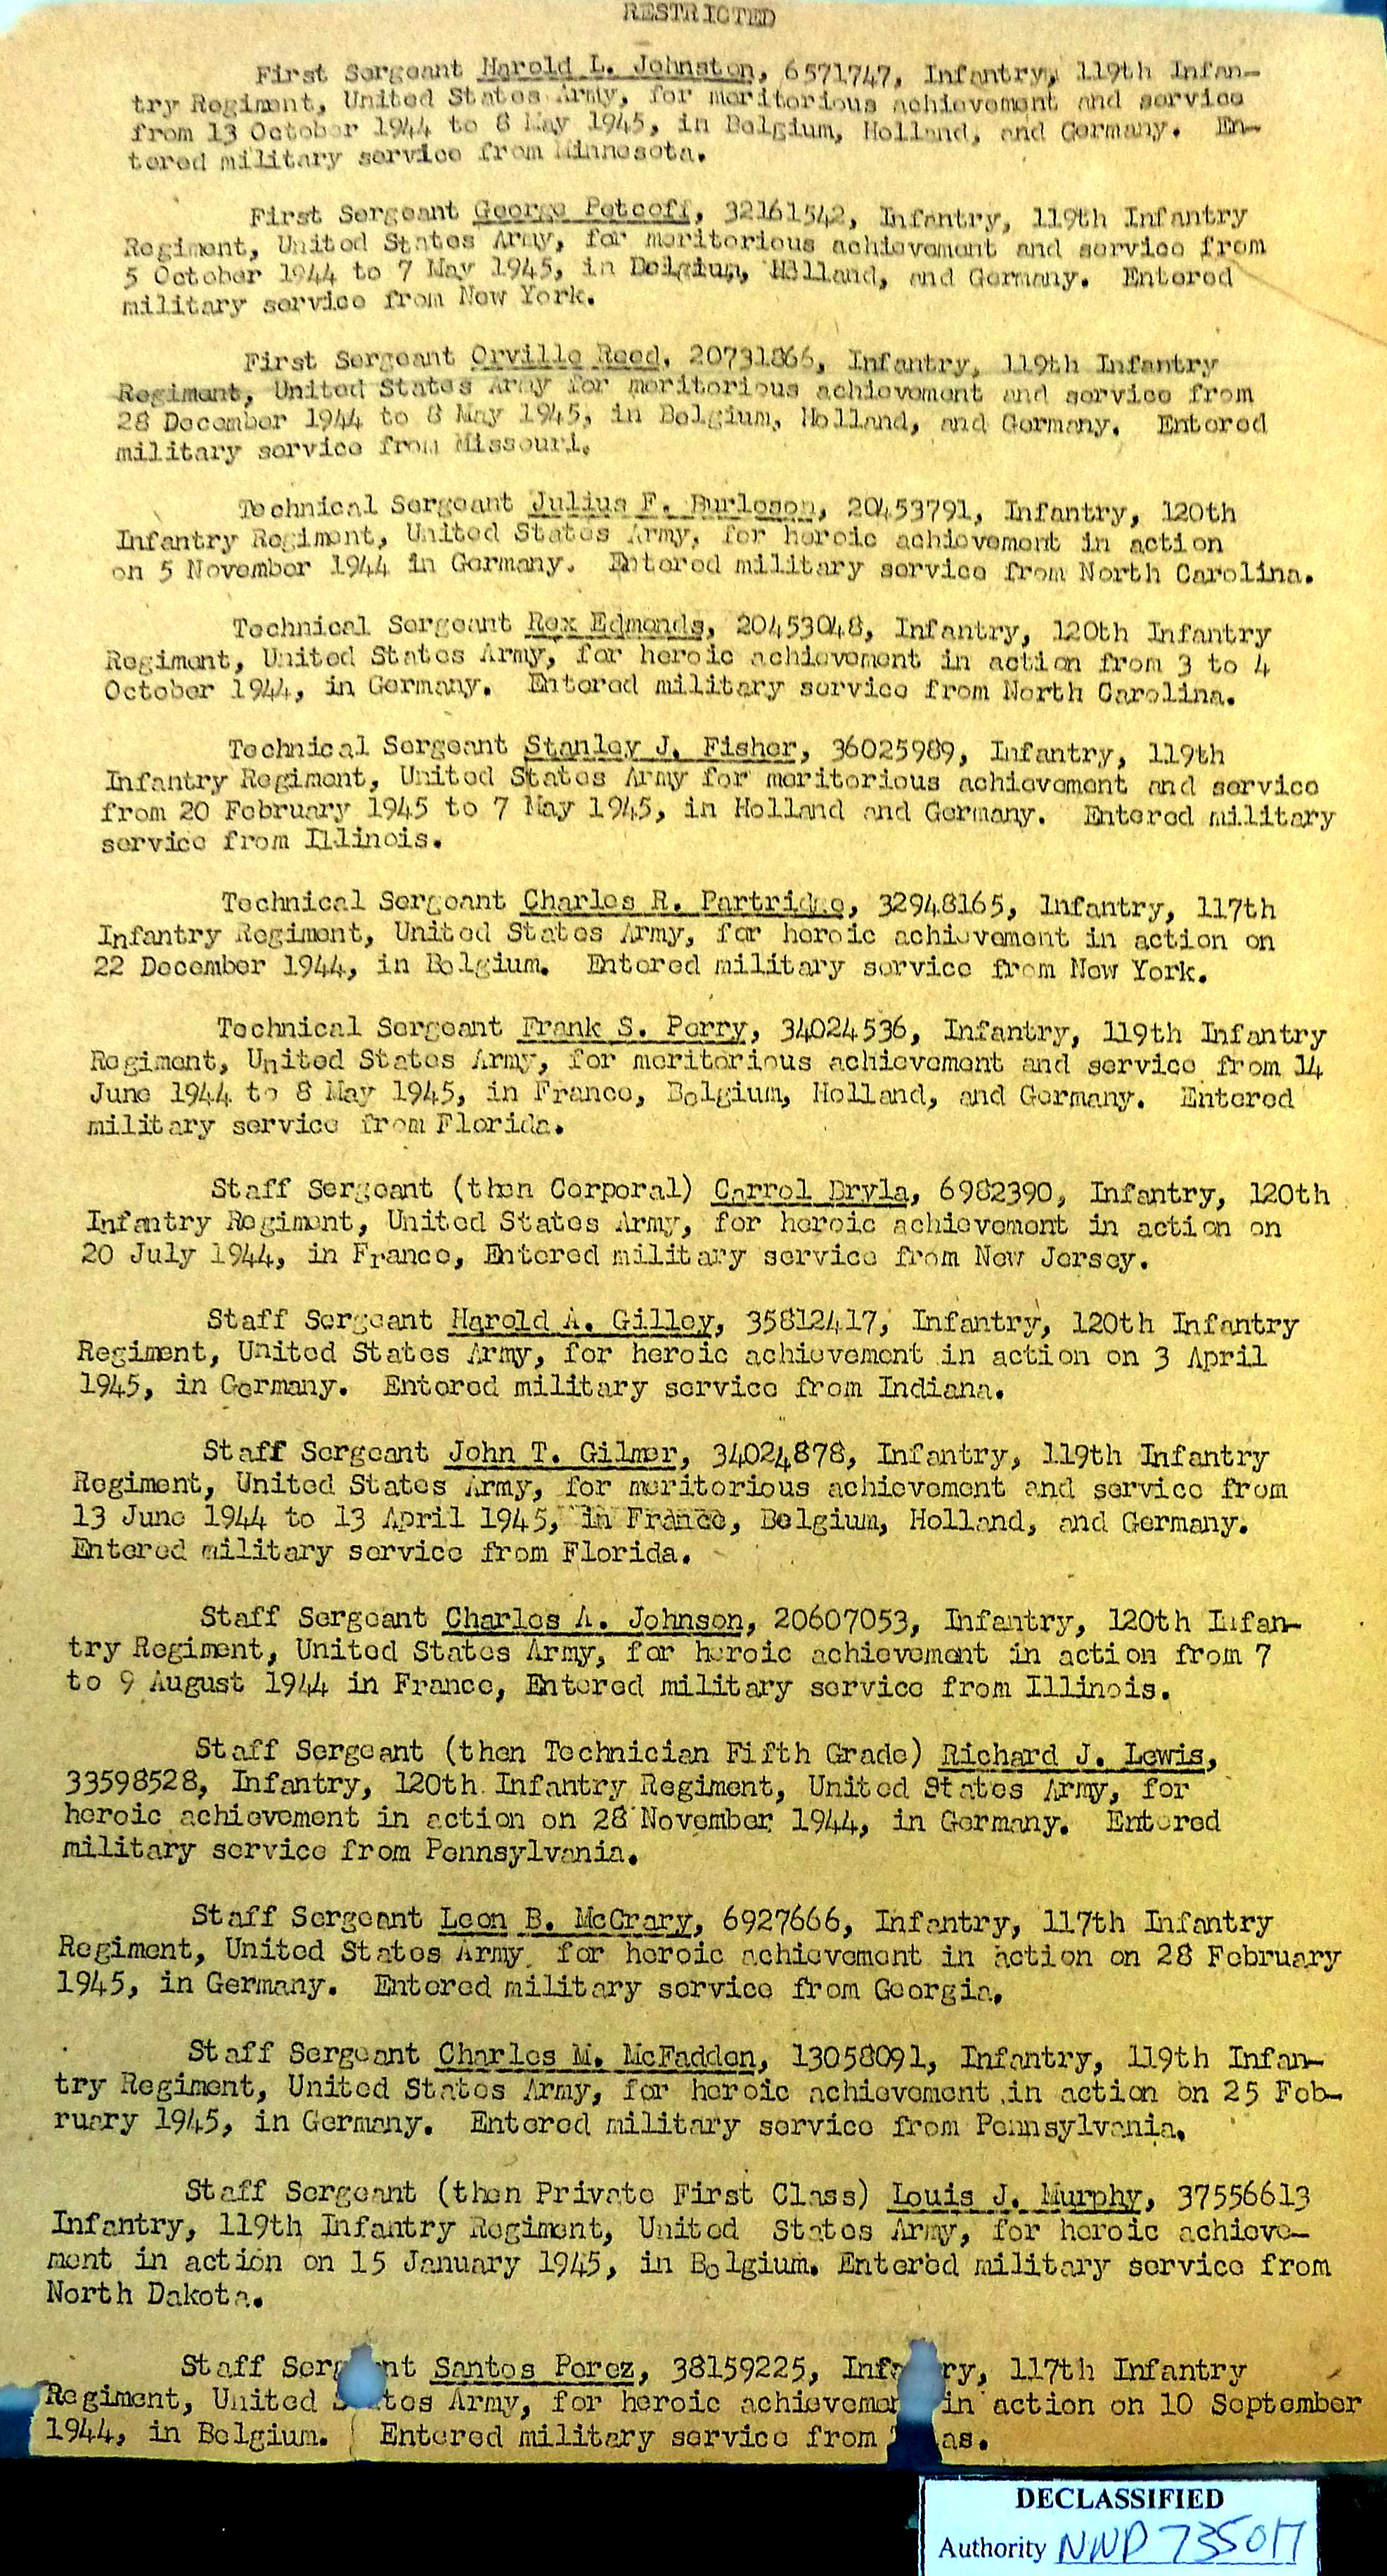 RESTRICTED
First Sergeant Harold L. Johnston, 6571747, Infantry, 119th Infan-
try Regiment, United States Army, for meritorious achievement and service
from 13 October 1944 to 8 May 1945, in Belgium, Holland, and Germany. En-
tered military service from Minnesota.
First Sergeant George Petcoff, 32161542, Infantry, 119th Infantry
Regiment, United States Army, for meritorious achievement and service from
5 October 1944 to 7 May 1945, in Belgium, Holland, and Germany. Entered
military service from New York.
First Sergeant Orville Reed, 20731866, Infantry, 119th Infantry
Regiment, United States Army for meritorious achievement and service from
28 December 1944 to 8 May 1945, in Belgium, Holland, and Germany. Entered
military service from Missouri.
Technical Sergeant Julius F. Burleson, 20453791, Infantry, 120th
Infantry Regiment, United States Army, for heroic achievement in action
on 5 November 1944 in Germany. Entered military service from North Carolina.
Technical Sergeant Rex Edmonds, 20453048, Infantry, 120th Infantry
Regiment, United States Army, for heroic achievement in action from 3 to 4
October 1944, in Germany. Entered military service from North Carolina.
Technical Sergeant Stanley J. Fisher, 36025989, Infantry, 119th
Infantry Regiment, United States Army for meritorious achievement and service
from 20 February 1945 to 7 May 1945, in Holland and Germany. Entered military
service from Illinois.
Technical Sergeant Charles R. Partridge, 32948165, Infantry, 117th
Infantry Regiment, United States Army, for heroic achievement in action on
22 December 1944, in Belgium. Entered military service from New York.
Technical Sergeant Frank S. Perry, 34024536, Infantry, 119th Infantry
Regiment, United States Army, for meritorious achievement and service from 14
June 1944 to 8 May 1945, in France, Belgium, Holland, and Germany. Entered
military service from Florida.
Staff Sergeant (then Corporal) Carrol Dryla, 6982390, Infantry, 120th
Infantry Regiment, United States Army, for heroic achievement in action on
20 July 1944, in France, Entered military service from New Jersey.
Staff Sergeant Harold A. Gilley, 35812417, Infantry, 120th Infantry
Regiment, United States Army, for heroic achievement in action on 3 April
1945, in Germany. Entered military service from Indiana.
Staff Sergeant John T. Gilmer, 34024878, Infantry, 119th Infantry
Regiment, United States Army, for meritorious achievement and service from
13 June 1944 to 13 April 1945, in France, Belgium, Holland, and Germany.
Entered military service from Florida.
Staff Sergeant Charles A. Johnson, 20607053, Infantry, 120th Infan-
try Regiment, United States Army, for heroic achievement in action from 7
to 9 August 1944 in France, Entered military service from Illinois.
Staff Sergeant (then Technician Fifth Grade) Richard J. Lewis,
33598528, Infantry, 120th Infantry Regiment, United States Army, for
heroic achievement in action on 28 November 1944, in Germany. Entered
military service from Pennsylvania.
Staff Sergeant Leon B. McCrary, 6927666, Infantry, 117th Infantry
Regiment, United States Army, for heroic achievement in action on 28 February
1945, in Germany. Entered military service from Georgia.
Staff Sergeant Charles M. McFadden, 13058091, Infantry, 119th Infan-
try Regiment, United States Army, for heroic achievement in action on 25 Feb-
ruary 1945, in Germany. Entered military service from Pennsylvania.
Staff Sergeant (then Private First Class) Louis J. Murphy, 37556613
Infantry, 119th Infantry Regiment, United States Army, for heroic achieve-
ment in action on 15 January 1945, in Belgium. Entered military service from
North Dakota.
Staff Sergeant Santos Perez, 38159225, Infantry, 117th Infantry
Regiment, United States Army, for heroic achievement in action on 10 September
1944, in Belgium. Entered military service from Texas.
DECLASSIFIED
Authority NND 735017